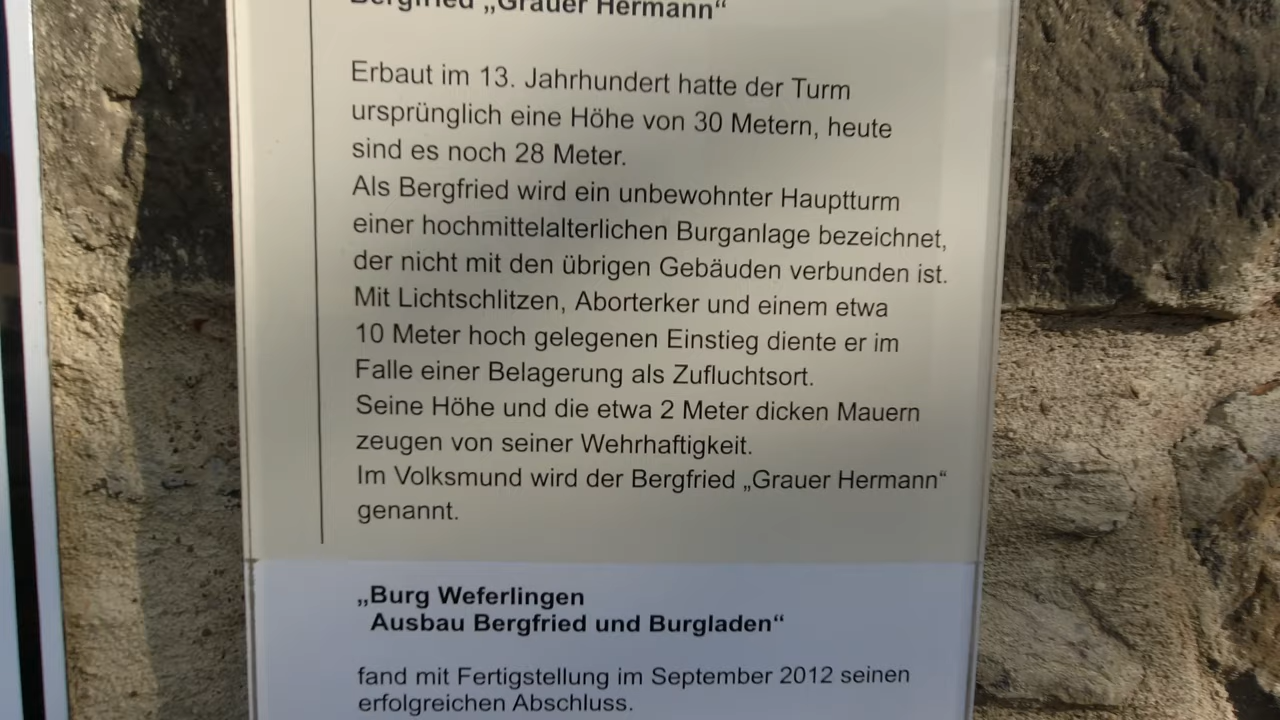 Bergfried „Grauer Hermann“
Erbaut im 13. Jahrhundert hatte der Turm
ursprünglich eine Höhe von 30 Metern, heute
sind es noch 28 Meter.
Als Bergfried wird ein unbewohnter Hauptturm
einer hochmittelalterlichen Burganlage bezeichnet,
der nicht mit den übrigen Gebäuden verbunden ist.
Mit Lichtschlitzen, Aborterker und einem etwa
10 Meter hoch gelegenen Einstieg diente er im
Falle einer Belagerung als Zufluchtsort.
Seine Höhe und die etwa 2 Meter dicken Mauern
zeugen von seiner Wehrhaftigkeit.
Im Volksmund wird der Bergfried „Grauer Hermann“
genannt.
„Burg Weferlingen
Ausbau Bergfried und Burgladen“
fand mit Fertigstellung im September 2012 seinen
erfolgreichen Abschluss.